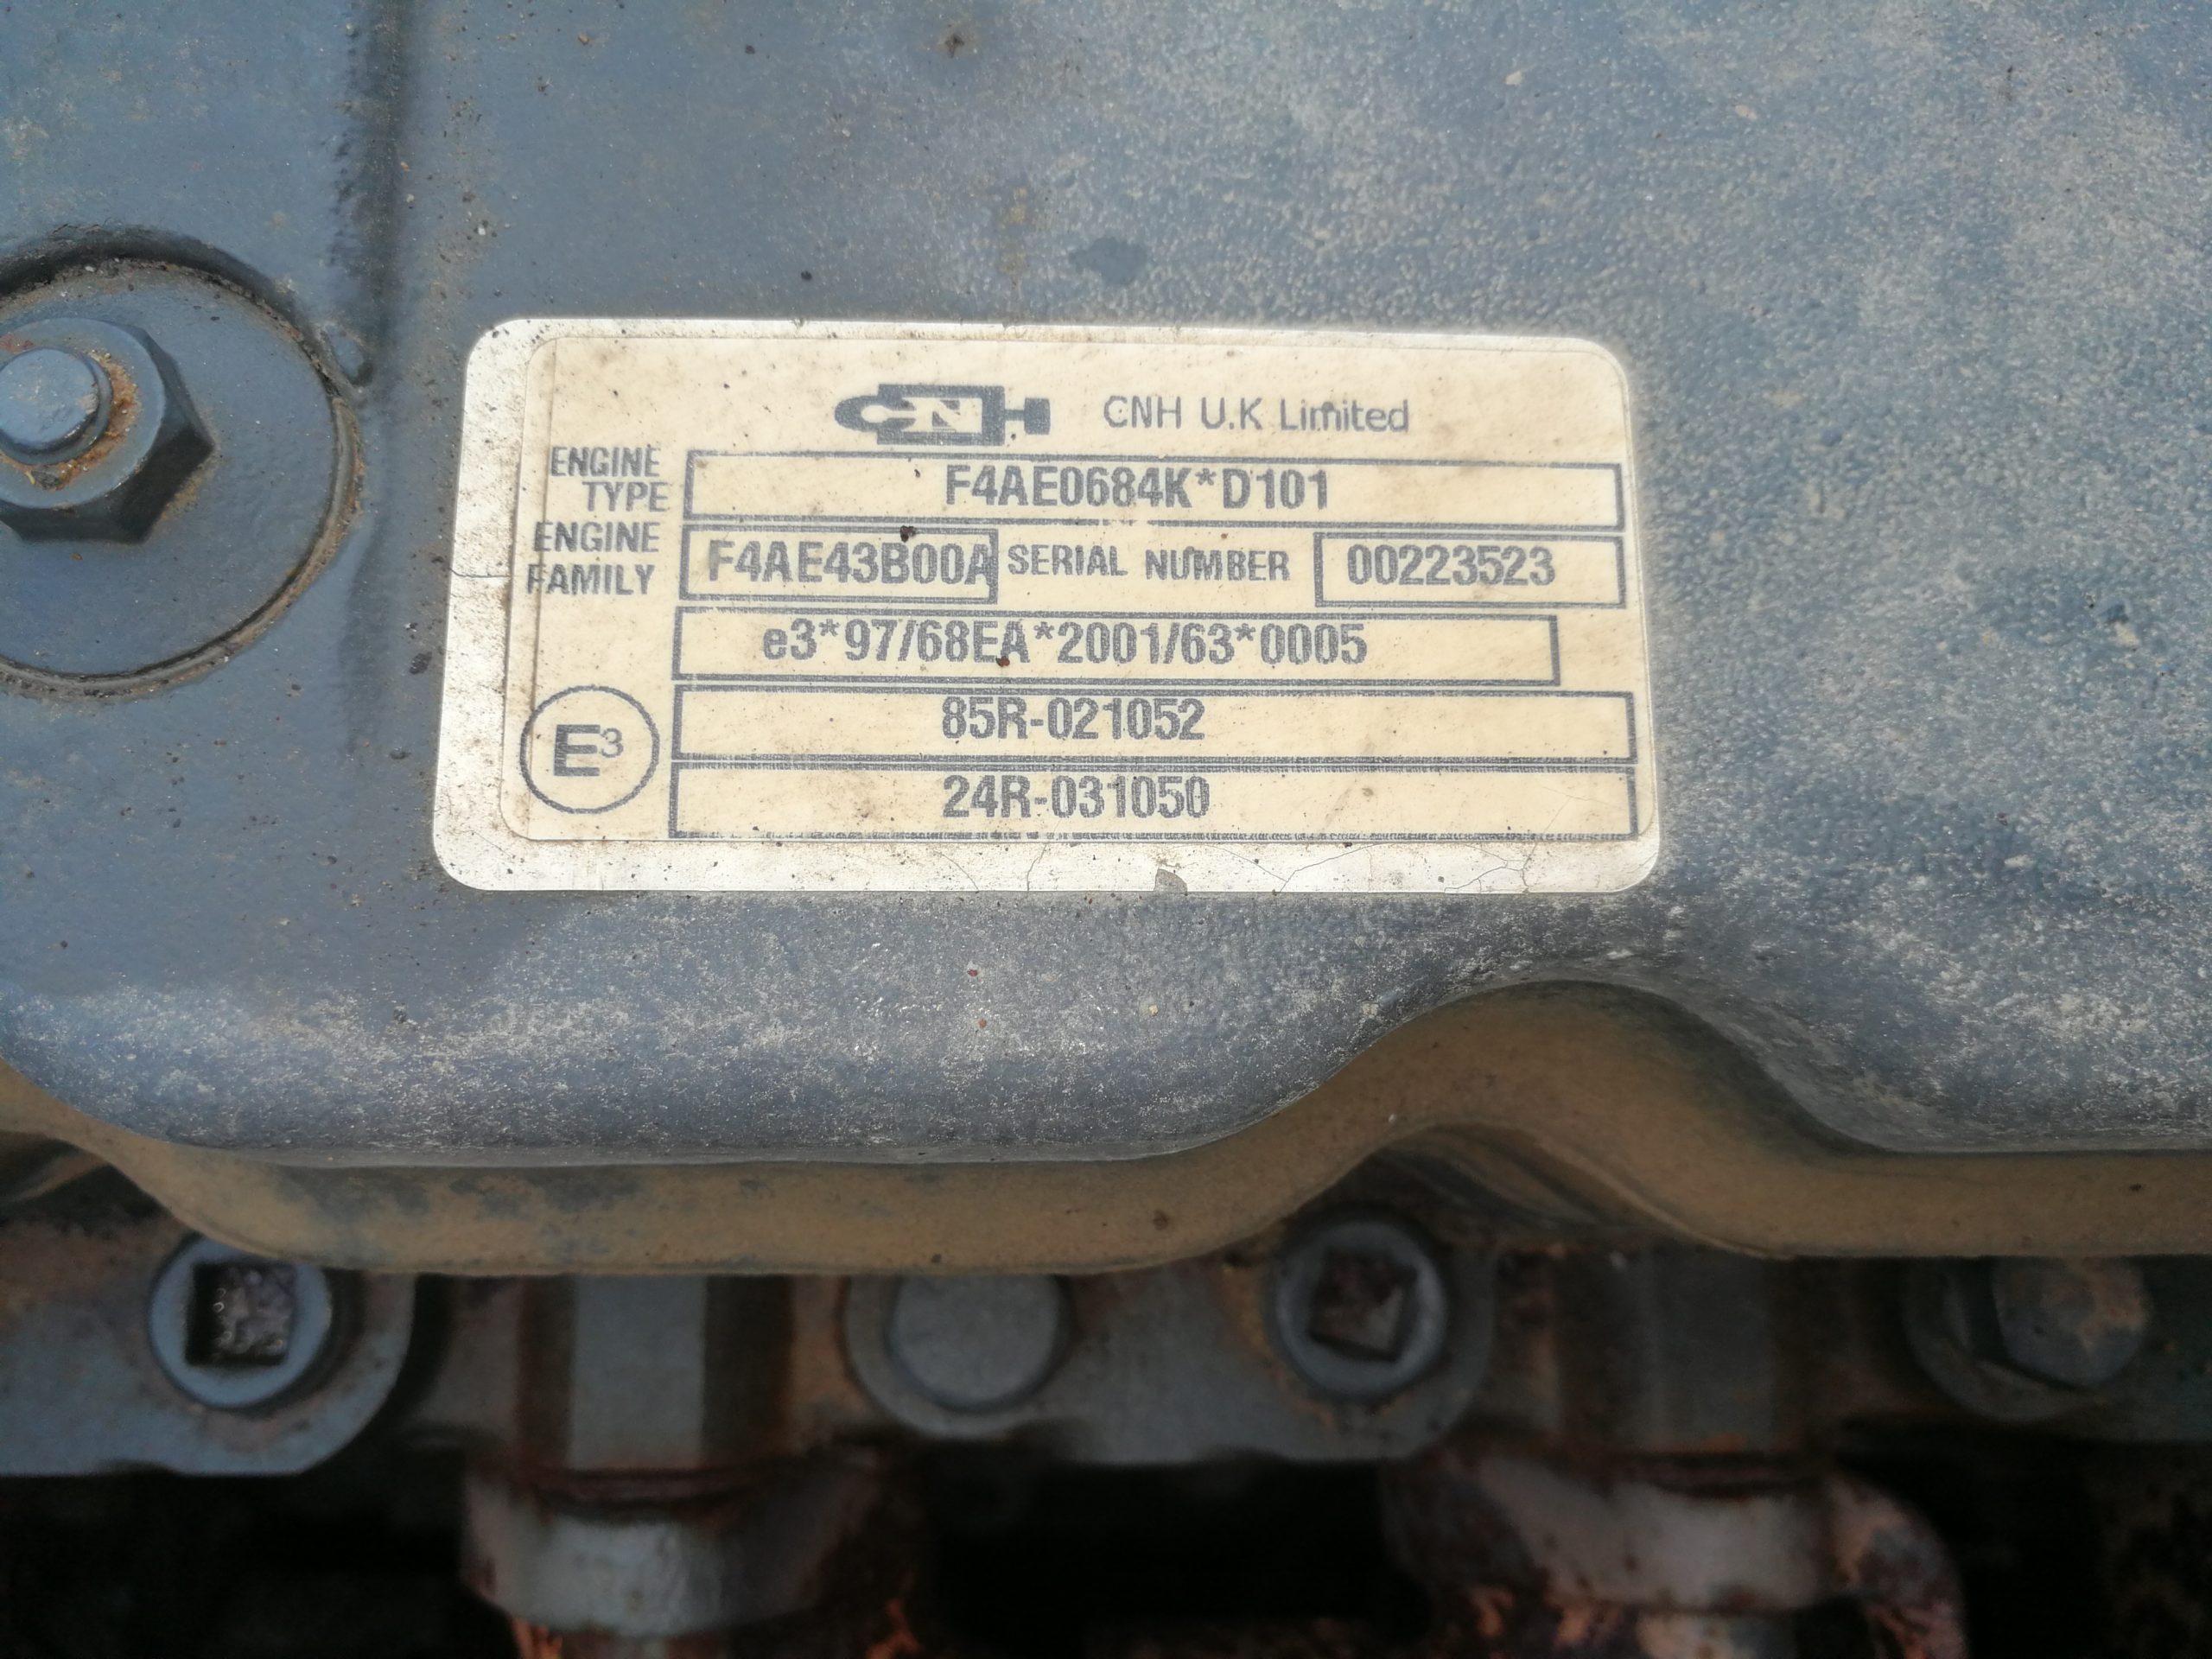 CNH CNH U.K Limited
ENGINE TYPE F4AE0684K*D101
ENGINE FAMILY F4AE43B00A SERIAL NUMBER 00223523
e3*97/68EA*2001/63*0005
E3 85R-021052
24R-031050